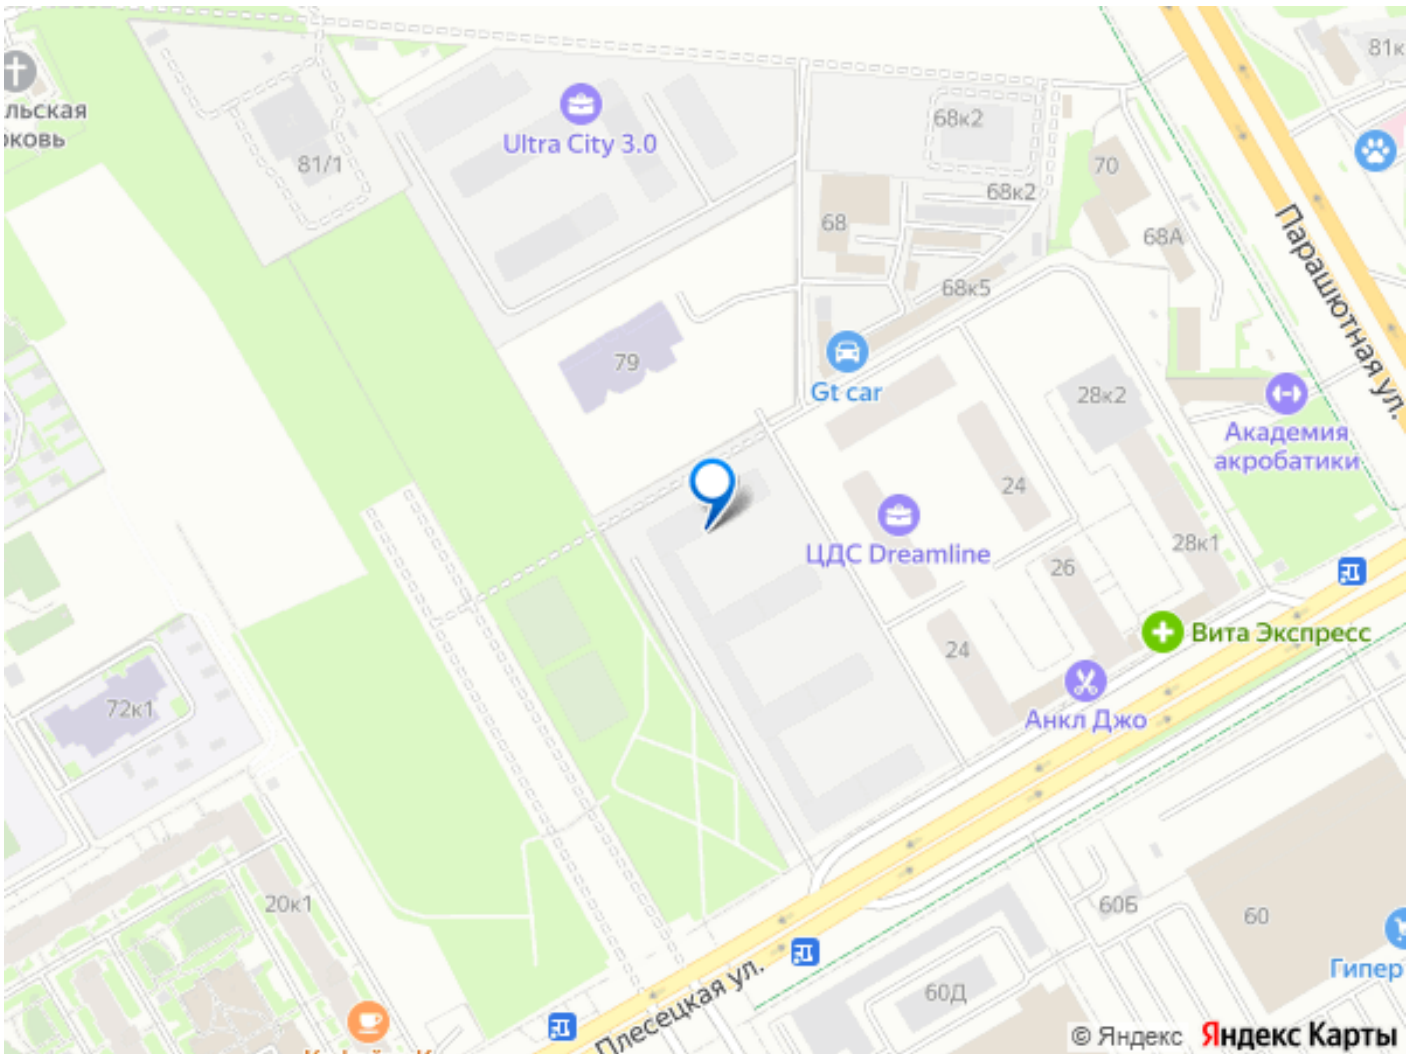 81к
льская
ковь
Ultra City 3.0
81/1
68к2
70
68к2
68
68А
68к5
Парашютная ул.
79
Gt car
28к2
Академия
акробатики
24
ЦДС Dreamline
28к1
26
Вита Экспресс
24
72к1
Анкл Джо
20к1
60Б
60
Гипер
60Д
Плесецкая ул.
© Яндекс Яндекс Карты